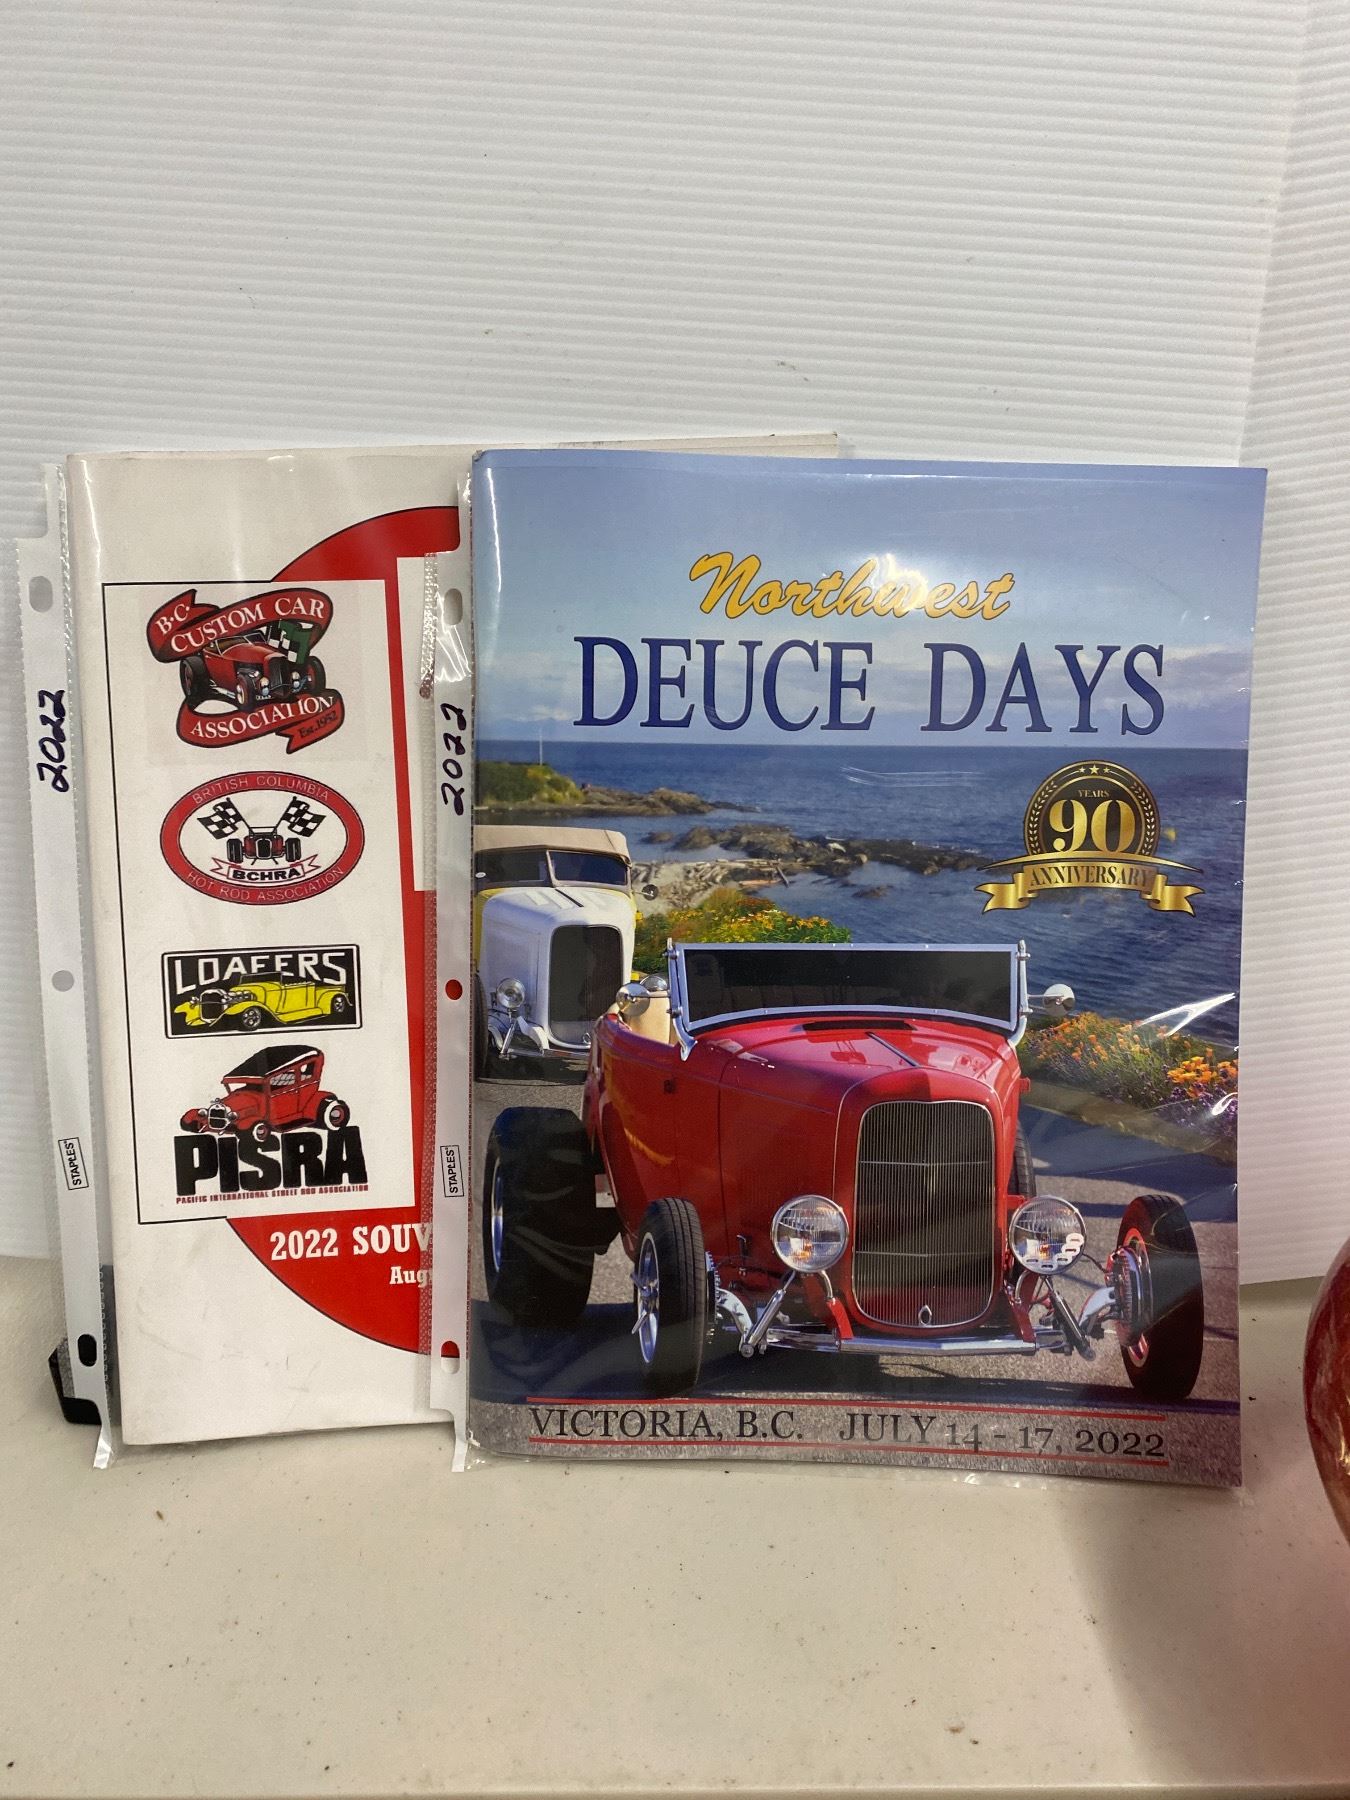 2022
B.C.
CUSTOM CAR
ASSOCIATION
Est. 1952
BRITISH COLUMBIA
BCHRA
HOT ROD ASSOCIATION
LOAFERS
PISRA
PACIFIC INTERNATIONAL STREET ROD ASSOCIATION
2022 SOUV
Aug
STAPLES
2022
STAPLES
Northwest
DEUCE DAYS
YEARS
90
ANNIVERSARY
VICTORIA, B.C. JULY 14 - 17, 2022